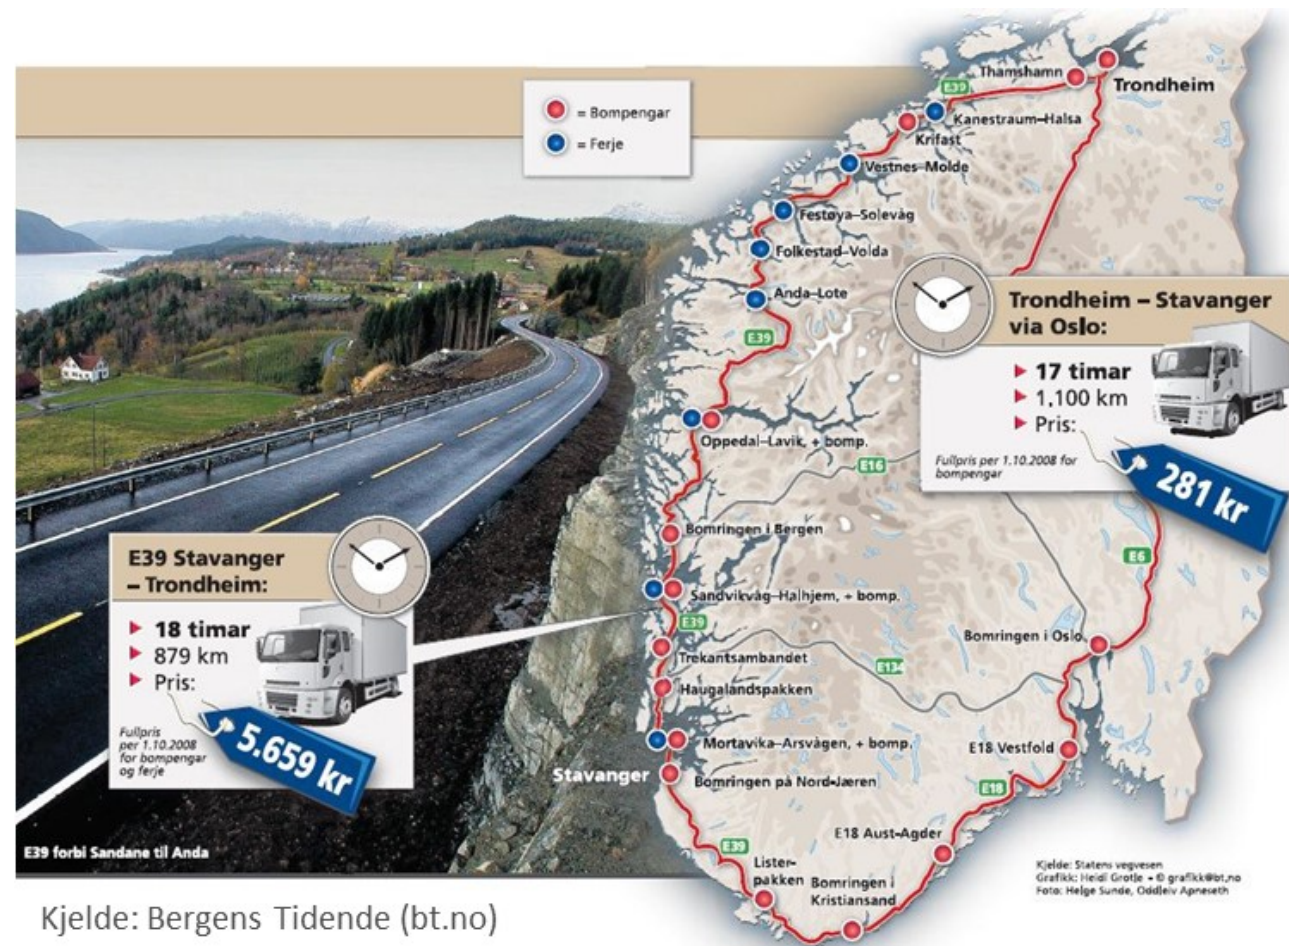 = Bompengar
= Ferje
Thamshamn
Trondheim
E39
Kanestraum–Halsa
Krifast
Vestnes–Molde
Festøya–Solevåg
Folkestad–Volda
Anda–Lote
E39
Trondheim – Stavanger
via Oslo:
17 timar
1,100 km
Pris:
Fullpris per 1.10.2008 for
bompengar
281 kr
Oppedal–Lavik, + bomp.
E16
Bomringen i Bergen
E6
E39 Stavanger
– Trondheim:
18 timar
879 km
Pris:
Fullpris
per 1.10.2008
for bompengar
og ferje
5.659 kr
Sandvikvåg–Halhjem, + bomp.
E39
Bomringen i Oslo
Trekantsambandet
E134
Haugalandspakken
Mortavika–Arsvågen, + bomp.
E18 Vestfold
Stavanger
Bomringen på Nord-Jæren
E18
E18 Aust-Agder
E39
Lister-
pakken
Bomringen i
Kristiansand
E39 forbi Sandane til Anda
Kjelde: Statens vegvesen
Grafikk: Heidi Grotle • © grafikk@bt.no
Foto: Helge Sunde, Oddleiv Apneseth
Kjelde: Bergens Tidende (bt.no)